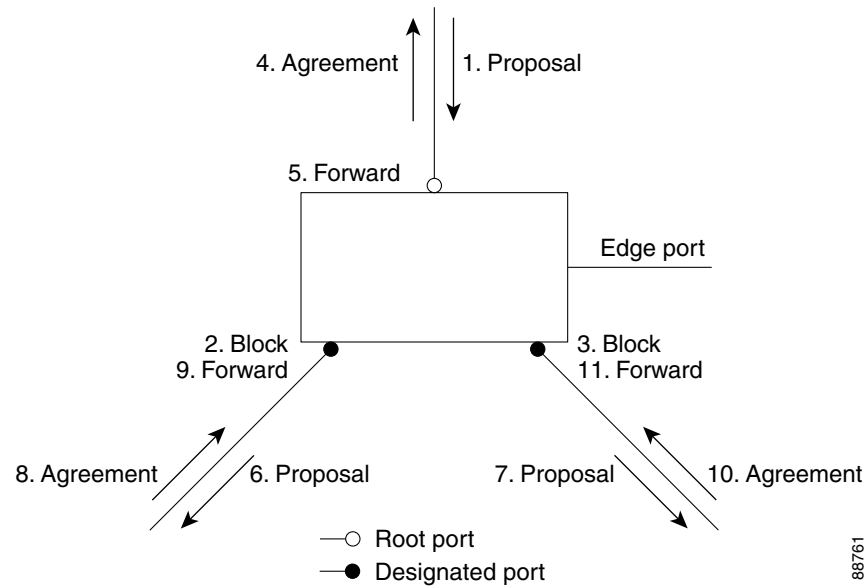 4. Agreement
1. Proposal
5. Forward
Edge port
2. Block
9. Forward
3. Block
11. Forward
8. Agreement
6. Proposal
7. Proposal
10. Agreement
Root port
Designated port
88761